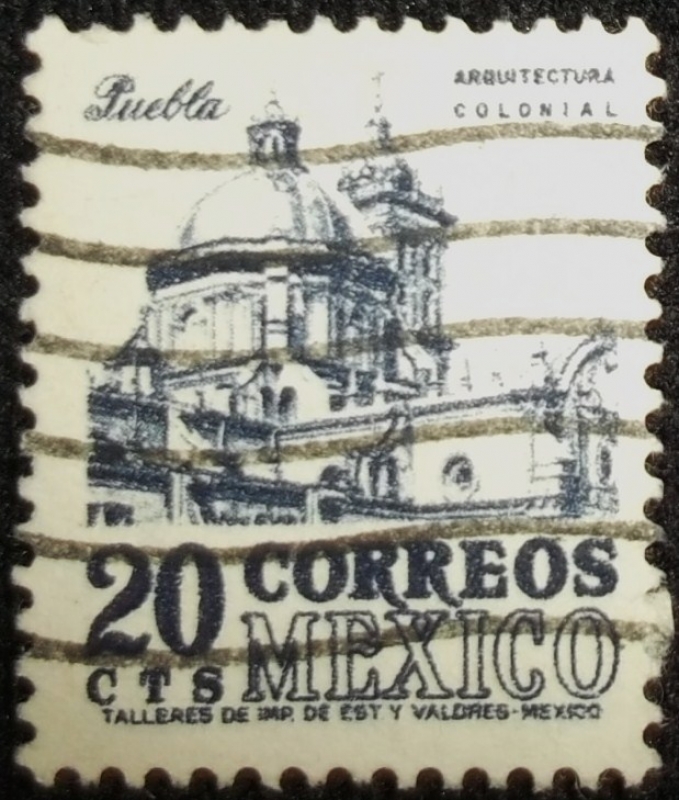 Puebla
ARQUITECTURA
COLONIAL
20 CORREOS
CTS MEXICO
TALLERES DE IMP. DE EST Y VALORES-MEXICO